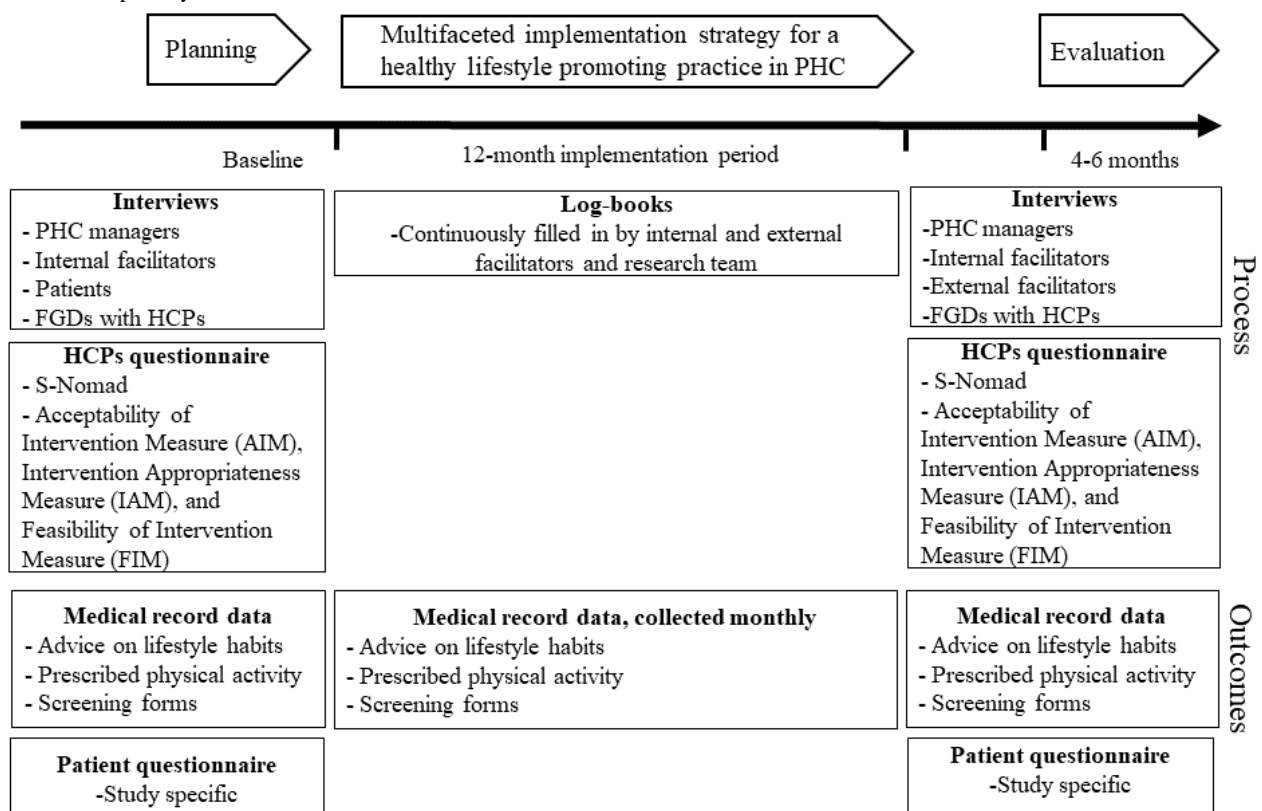 Planning
Multifaceted implementation strategy for a
healthy lifestyle promoting practice in PHC
Evaluation
Baseline
12-month implementation period
4-6 months
Interviews
- PHC managers
- Internal facilitators
- Patients
- FGDs with HCPs
Log-books
-Continuously filled in by internal and external
facilitators and research team
Interviews
-PHC managers
-Internal facilitators
-External facilitators
-FGDs with HCPs
Process
HCPs questionnaire
- S-Nomad
- Acceptability of
Intervention Measure (AIM),
Intervention Appropriateness
Measure (IAM), and
Feasibility of Intervention
Measure (FIM)
HCPs questionnaire
- S-Nomad
- Acceptability of
Intervention Measure (AIM),
Intervention Appropriateness
Measure (IAM), and
Feasibility of Intervention
Measure (FIM)
Medical record data
- Advice on lifestyle habits
- Prescribed physical activity
- Screening forms
Medical record data, collected monthly
- Advice on lifestyle habits
- Prescribed physical activity
- Screening forms
Medical record data
- Advice on lifestyle habits
- Prescribed physical activity
- Screening forms
Outcomes
Patient questionnaire
-Study specific
Patient questionnaire
-Study specific